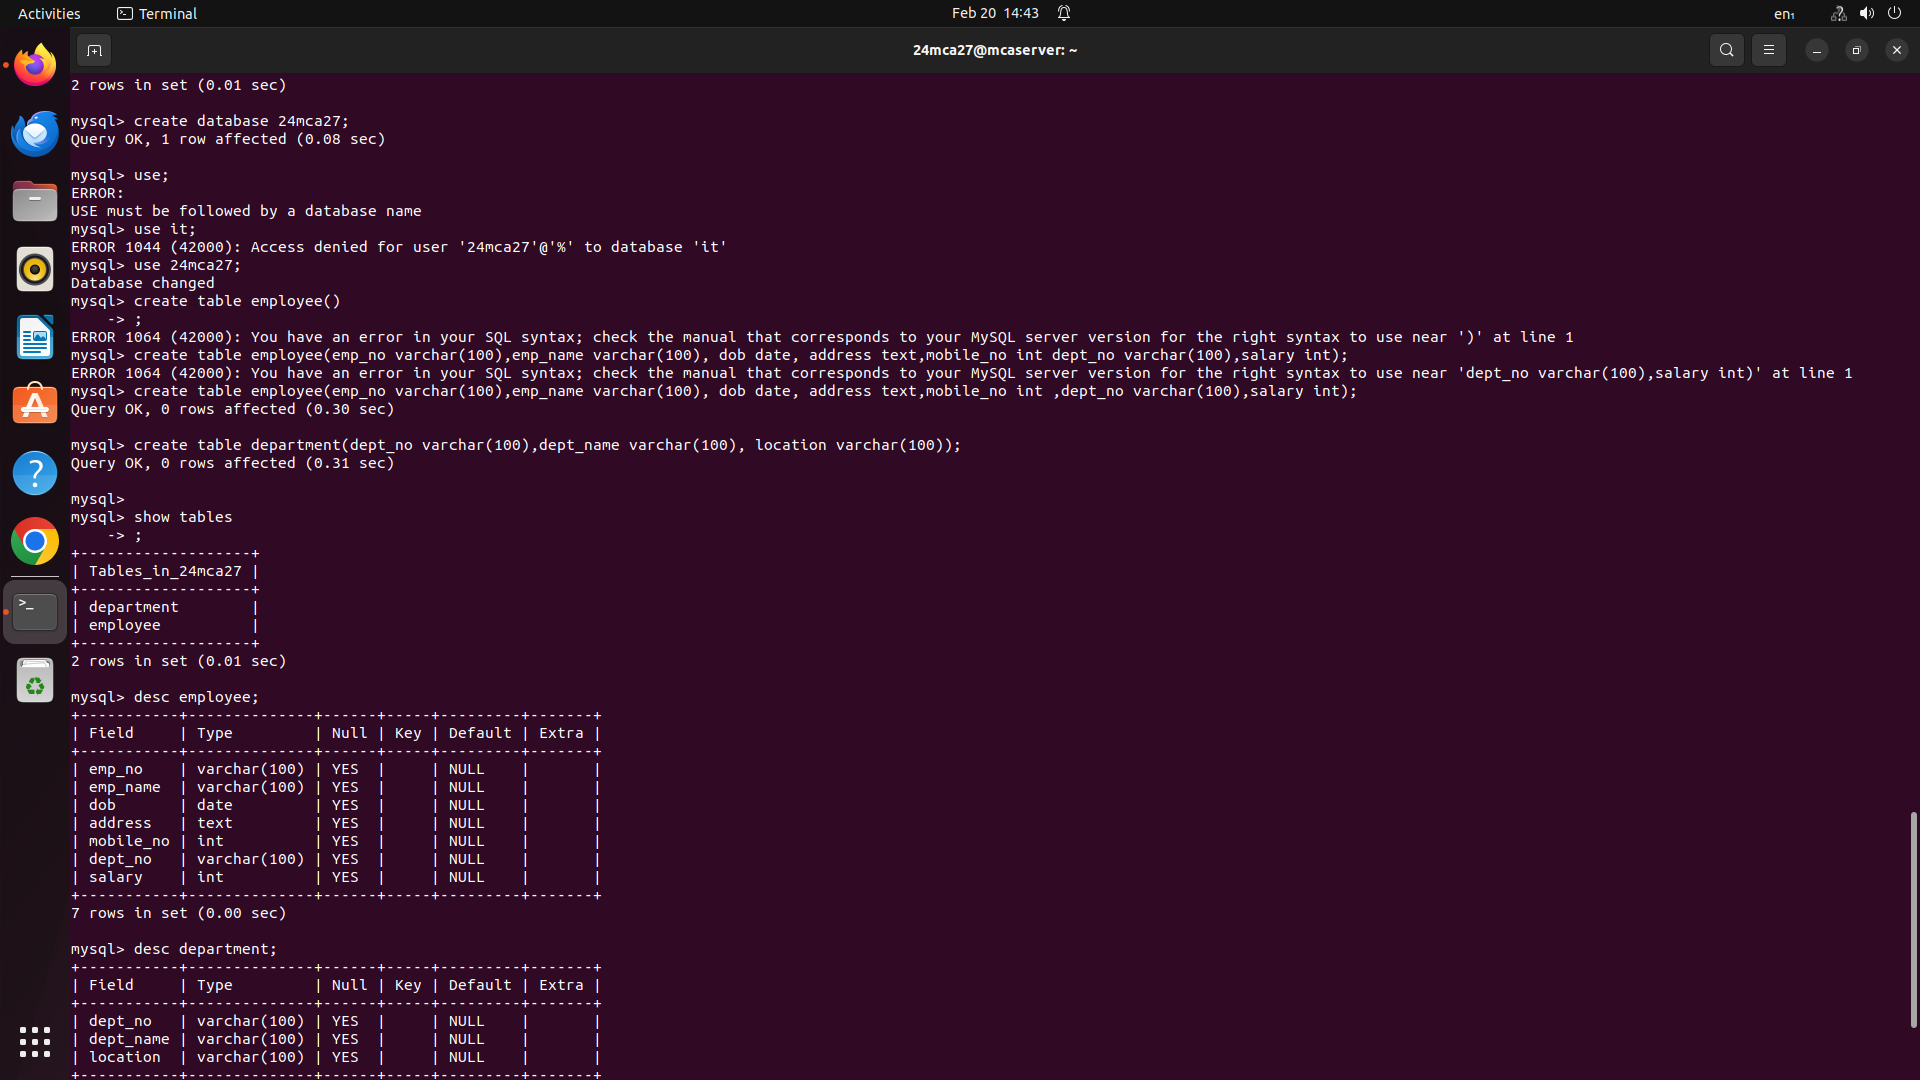 Activities
Terminal
Feb 20 14:43
en₁
24mca27@mcaserver: ~
2 rows in set (0.01 sec)
mysql> create database 24mca27;
Query OK, 1 row affected (0.08 sec)
mysql> use;
ERROR:
USE must be followed by a database name
mysql> use it;
ERROR 1044 (42000): Access denied for user '24mca27'@'%' to database 'it'
mysql> use 24mca27;
Database changed
mysql> create table employee()
    -> ;
ERROR 1064 (42000): You have an error in your SQL syntax; check the manual that corresponds to your MySQL server version for the right syntax to use near ')' at line 1
mysql> create table employee(emp_no varchar(100),emp_name varchar(100), dob date, address text,mobile_no int dept_no varchar(100),salary int);
ERROR 1064 (42000): You have an error in your SQL syntax; check the manual that corresponds to your MySQL server version for the right syntax to use near 'dept_no varchar(100),salary int)' at line 1
mysql> create table employee(emp_no varchar(100),emp_name varchar(100), dob date, address text,mobile_no int ,dept_no varchar(100),salary int);
Query OK, 0 rows affected (0.30 sec)
mysql> create table department(dept_no varchar(100),dept_name varchar(100), location varchar(100));
Query OK, 0 rows affected (0.31 sec)
mysql>
mysql> show tables
    -> ;
+-------------------+
| Tables_in_24mca27 |
+-------------------+
| department        |
| employee          |
+-------------------+
2 rows in set (0.01 sec)
mysql> desc employee;
+-----------+--------------+------+-----+---------+-------+
| Field     | Type         | Null | Key | Default | Extra |
+-----------+--------------+------+-----+---------+-------+
| emp_no    | varchar(100) | YES  |     | NULL    |       |
| emp_name  | varchar(100) | YES  |     | NULL    |       |
| dob       | date         | YES  |     | NULL    |       |
| address   | text         | YES  |     | NULL    |       |
| mobile_no | int          | YES  |     | NULL    |       |
| dept_no   | varchar(100) | YES  |     | NULL    |       |
| salary    | int          | YES  |     | NULL    |       |
+-----------+--------------+------+-----+---------+-------+
7 rows in set (0.00 sec)
mysql> desc department;
+-----------+--------------+------+-----+---------+-------+
| Field     | Type         | Null | Key | Default | Extra |
+-----------+--------------+------+-----+---------+-------+
| dept_no   | varchar(100) | YES  |     | NULL    |       |
| dept_name | varchar(100) | YES  |     | NULL    |       |
| location  | varchar(100) | YES  |     | NULL    |       |
+-----------+--------------+------+-----+---------+-------+